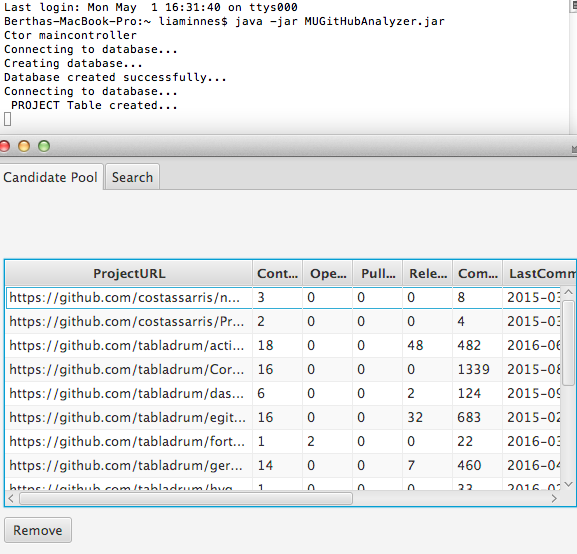 Last login: Mon May  1 16:31:40 on ttys000
Berthas-MacBook-Pro:~ liaminnes$ java -jar MUGitHubAnalyzer.jar
Ctor maincontroller
Connecting to database...
Creating database...
Database created successfully...
Connecting to database...
 PROJECT Table created...
Candidate Pool Search
ProjectURL Cont... Ope... Pull... Rele... Com... LastComm
https://github.com/costassarris/n... 3 0 0 0 8 2015-03
https://github.com/costassarris/Pr... 2 0 0 0 4 2015-03
https://github.com/tabladrum/acti... 18 0 0 48 482 2016-06
https://github.com/tabladrum/Cor... 16 0 0 0 1339 2015-08
https://github.com/tabladrum/das... 6 0 0 2 124 2015-09
https://github.com/tabladrum/egit... 16 0 0 32 683 2015-02
https://github.com/tabladrum/fort... 1 2 0 0 22 2016-03
https://github.com/tabladrum/ger... 14 0 0 7 460 2016-04
https://github.com/tabladrum/hyg... 1 0 0 0 33 2016-02
Remove